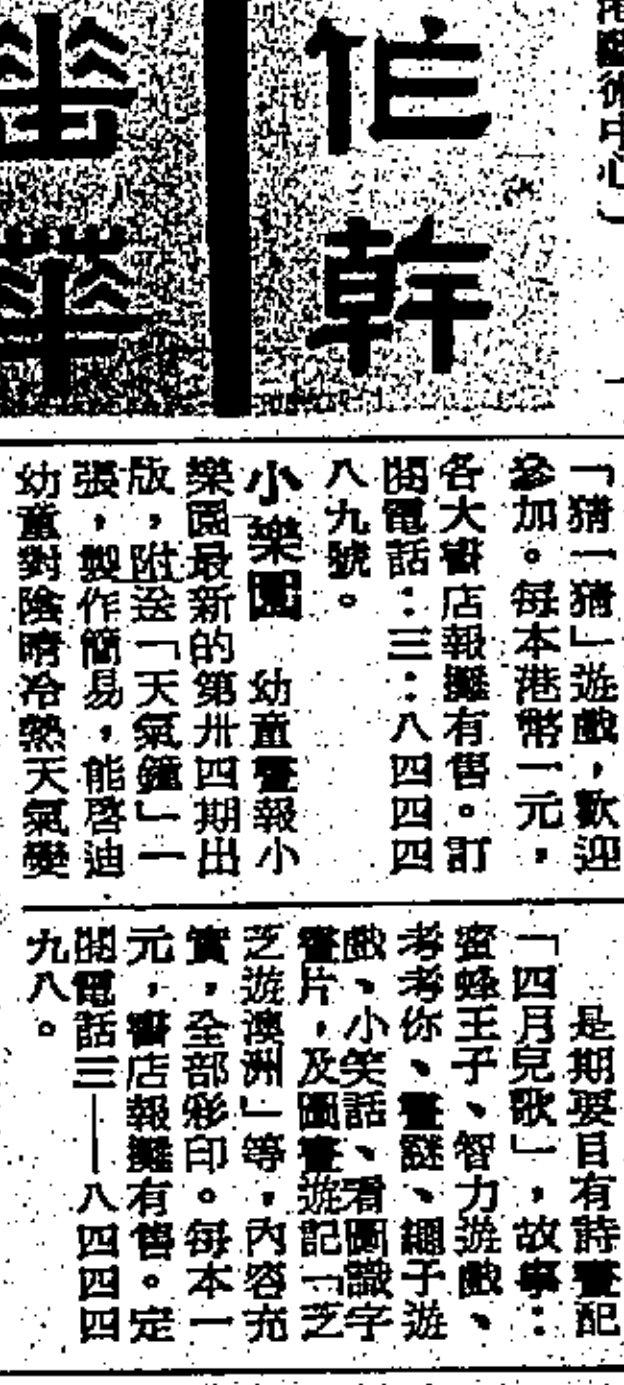 港藝術中心）
幹
華
「猜一猜」遊戲，歡迎
參加。每本港幣一元，
各大書店報攤有售。訂
閱電話：三：八四四四
八九號。
小樂園　幼童畫報小
樂園最新的第卅四期出
版，附送「天氣鐘」一
張，製作簡易，能啓迪
幼童對陰晴冷熱天氣變
是期要目有詩畫配
「四月兒歌」，故事：
蜜蜂王子、智力遊戲、
考考你、畫謎、繩子遊
戲、小笑話、看圖識字
畫片，及圖畫遊記「芝
芝遊澳洲」等，內容充
實，全部彩印。每本一
元，書店報攤有售。定
閱電話三——八四四四
九八。